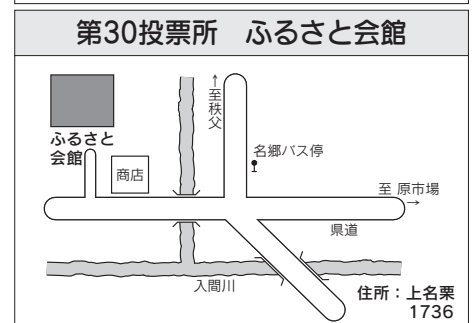 第30投票所　ふるさと会館
↑至秩父
ふるさと
会館
商店
名郷バス停
至 原市場
→
県道
入間川
住所：上名栗
1736